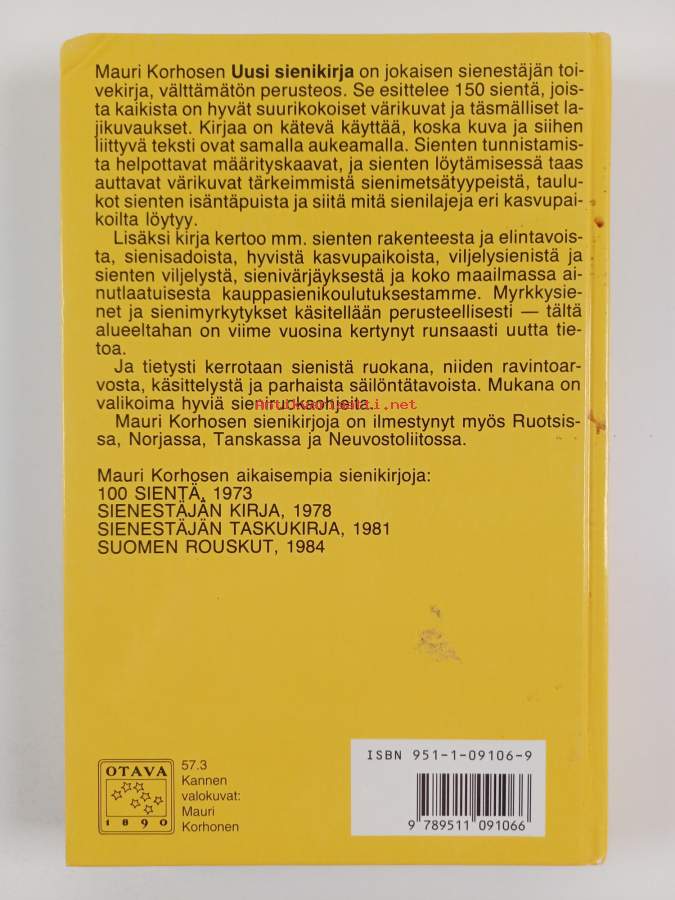 Mauri Korhosen Uusi sienikirja on jokaisen sienestäjän toi-
vekirja, välttämätön perusteos. Se esittelee 150 sientä, jois-
ta kaikista on hyvät suurikokoiset värikuvat ja täsmälliset la-
jikuvaukset. Kirjaa on kätevä käyttää, koska kuva ja siihen
liittyvä teksti ovat samalla aukeamalla. Sienten tunnistamis-
ta helpottavat määrityskaavat, ja sienten löytämisessä taas
auttavat värikuvat tärkeimmistä sienimetsätyypeistä, taulu-
kot sienten isäntäpuista ja siitä mitä sienilajeja eri kasvupai-
koilta löytyy.
Lisäksi kirja kertoo mm. sienten rakenteesta ja elintavois-
ta, sienisadoista, hyvistä kasvupaikoista, viljelysienistä ja
sienten viljelystä, sienivärjäyksestä ja koko maailmassa ai-
nutlaatuisesta kauppasienikoulutuksestamme. Myrkkysie-
net ja sienimyrkytykset käsitellään perusteellisesti — tältä
alueeltahan on viime vuosina kertynyt runsaasti uutta tie-
toa.
Ja tietysti kerrotaan sienistä ruokana, niiden ravintoar-
vosta, käsittelystä ja parhaista säilöntätavoista. Mukana on
valikoima hyviä sieniruokaohjeita.
Antikvariaatti.net
Mauri Korhosen sienikirjoja on ilmestynyt myös Ruotsis-
sa, Norjassa, Tanskassa ja Neuvostoliitossa.
Mauri Korhosen aikaisempia sienikirjoja:
100 SIENTÄ, 1973
SIENESTÄJÄN KIRJA, 1978
SIENESTÄJÄN TASKUKIRJA, 1981
SUOMEN ROUSKUT, 1984
OTAVA
1890
57.3
Kannen
valokuvat:
Mauri
Korhonen
ISBN 951-1-09106-9
9 789511 091066